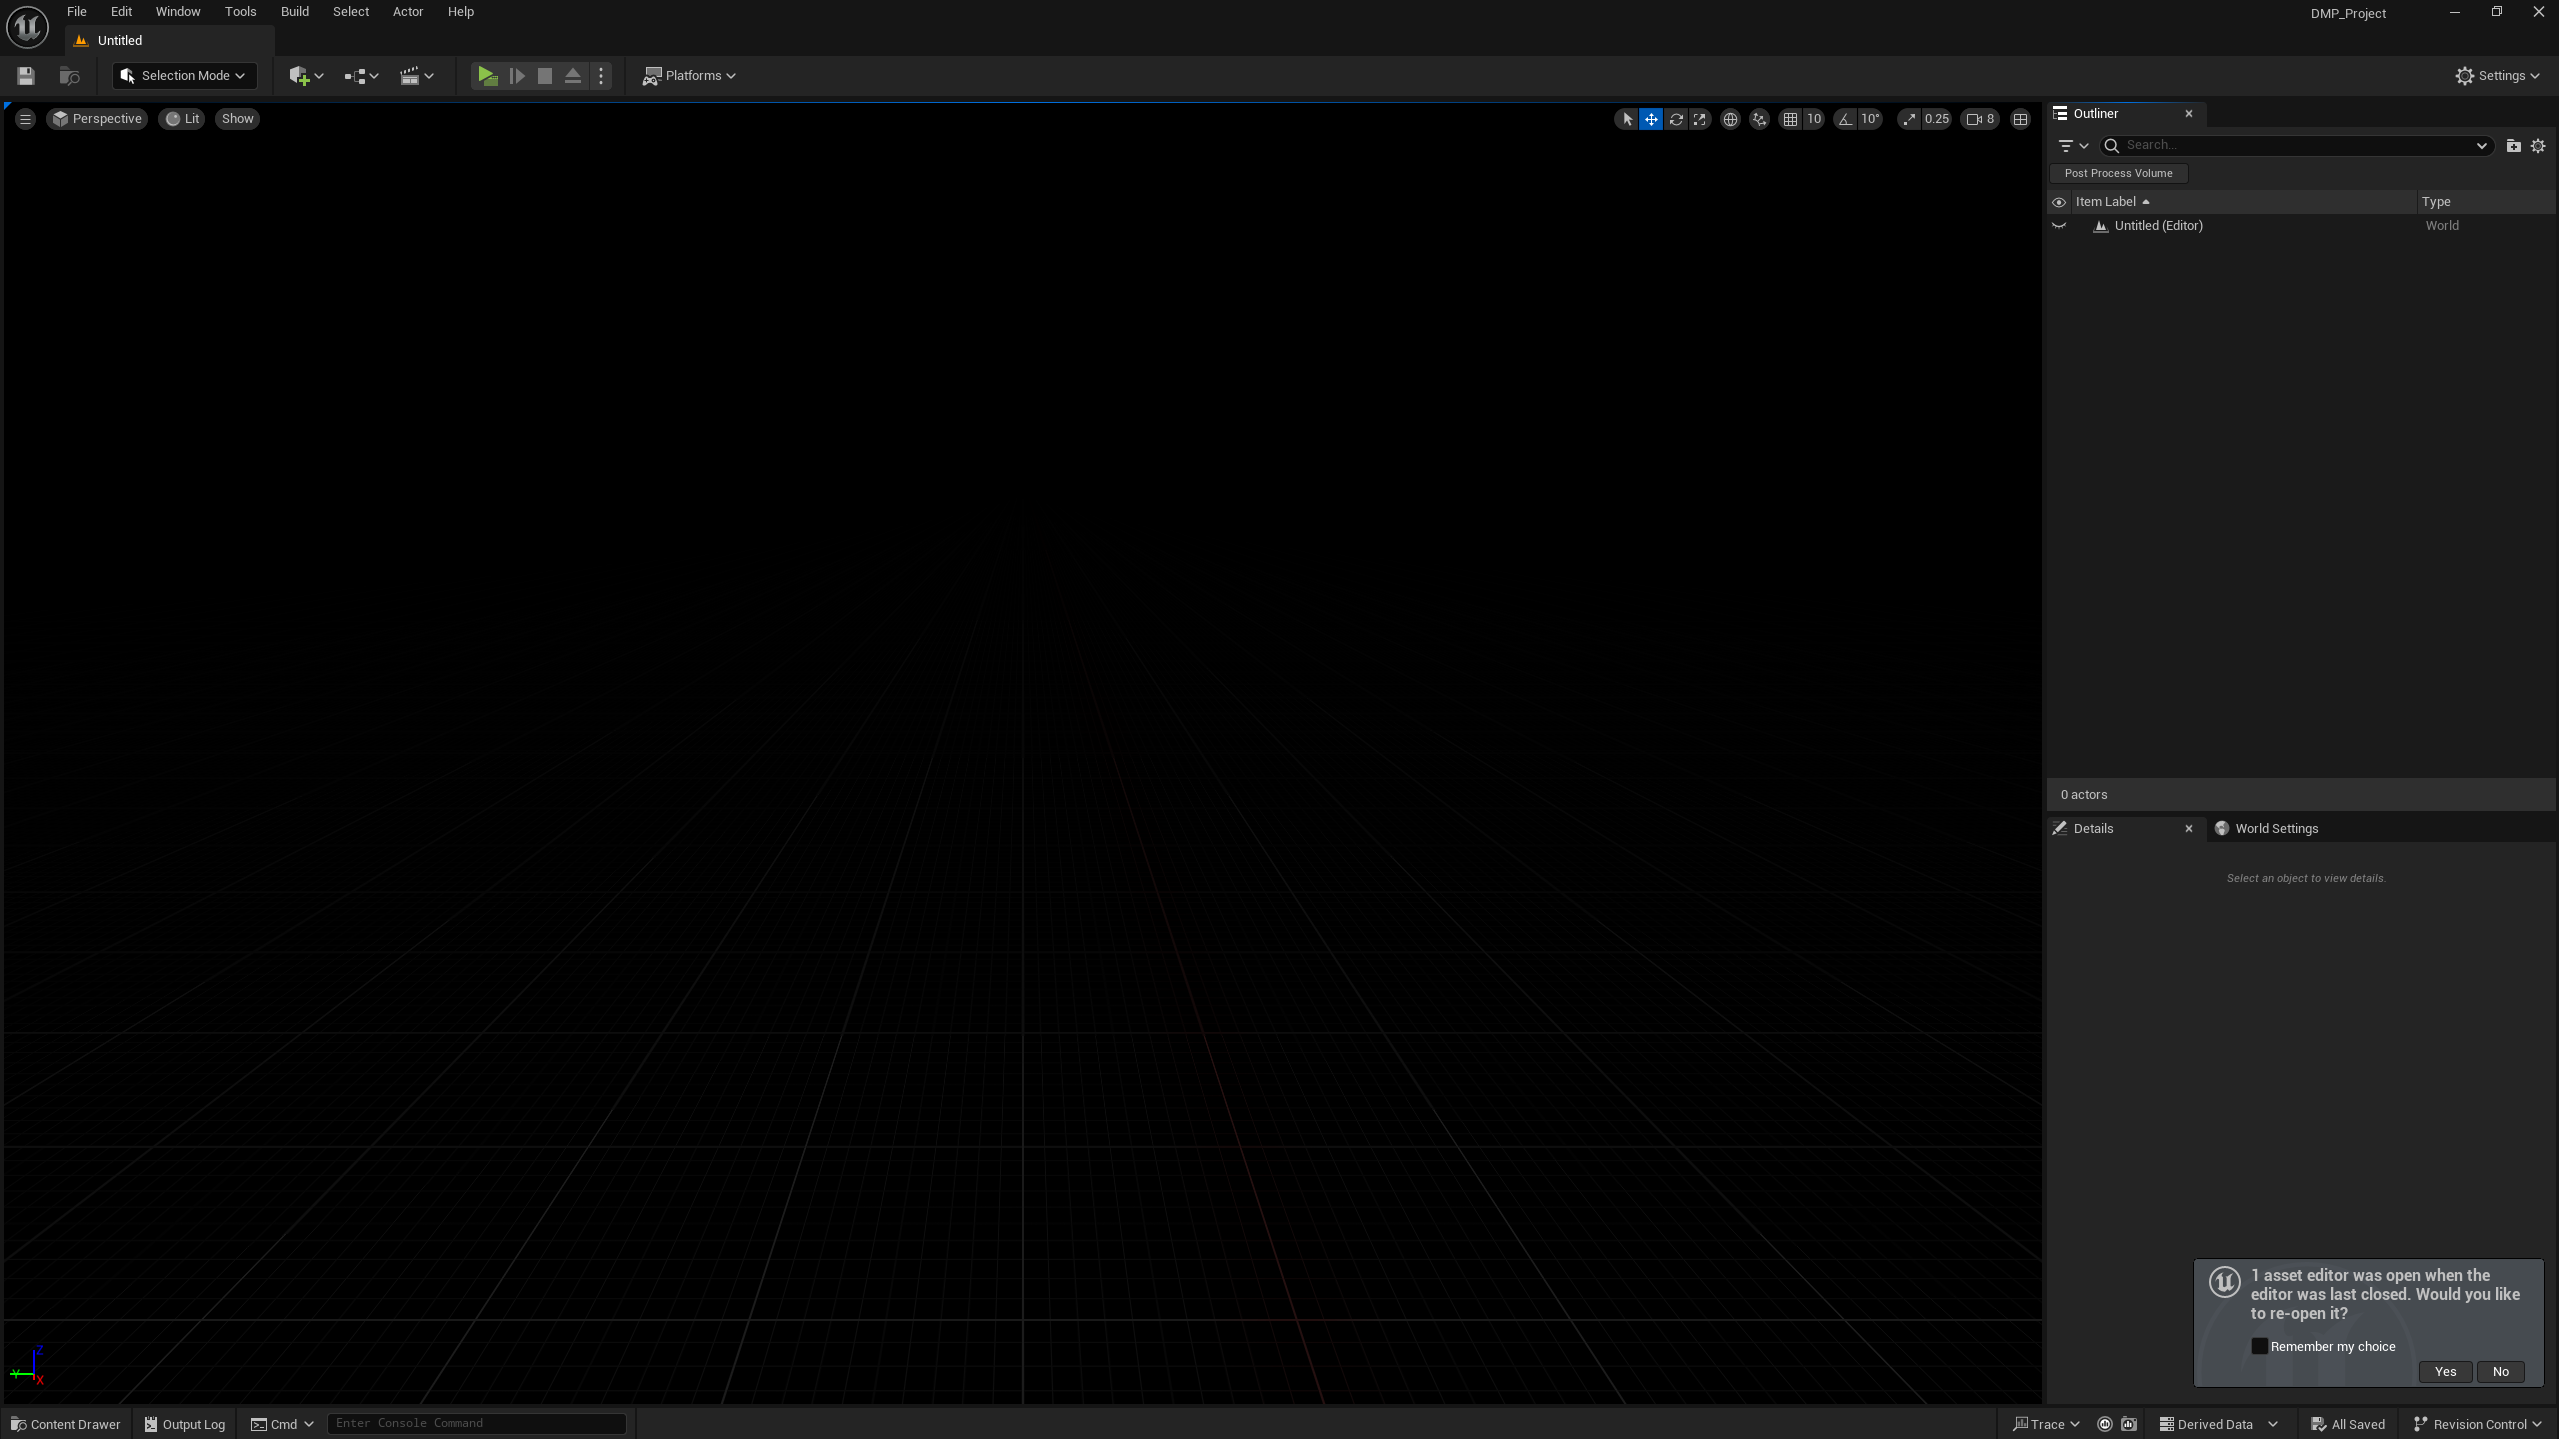 File Edit Window Tools Build Select Actor Help
DMP_Project
Untitled
Selection Mode
Platforms
Settings
Perspective Lit Show
10 10° 0.25 8
Outliner
Search...
Post Process Volume
Item Label Type
Untitled (Editor) World
0 actors
Details World Settings
Select an object to view details.
1 asset editor was open when the
editor was last closed. Would you like
to re-open it?
Remember my choice
Yes No
Z
Y
X
Content Drawer Output Log Cmd Enter Console Command Trace Derived Data All Saved Revision Control